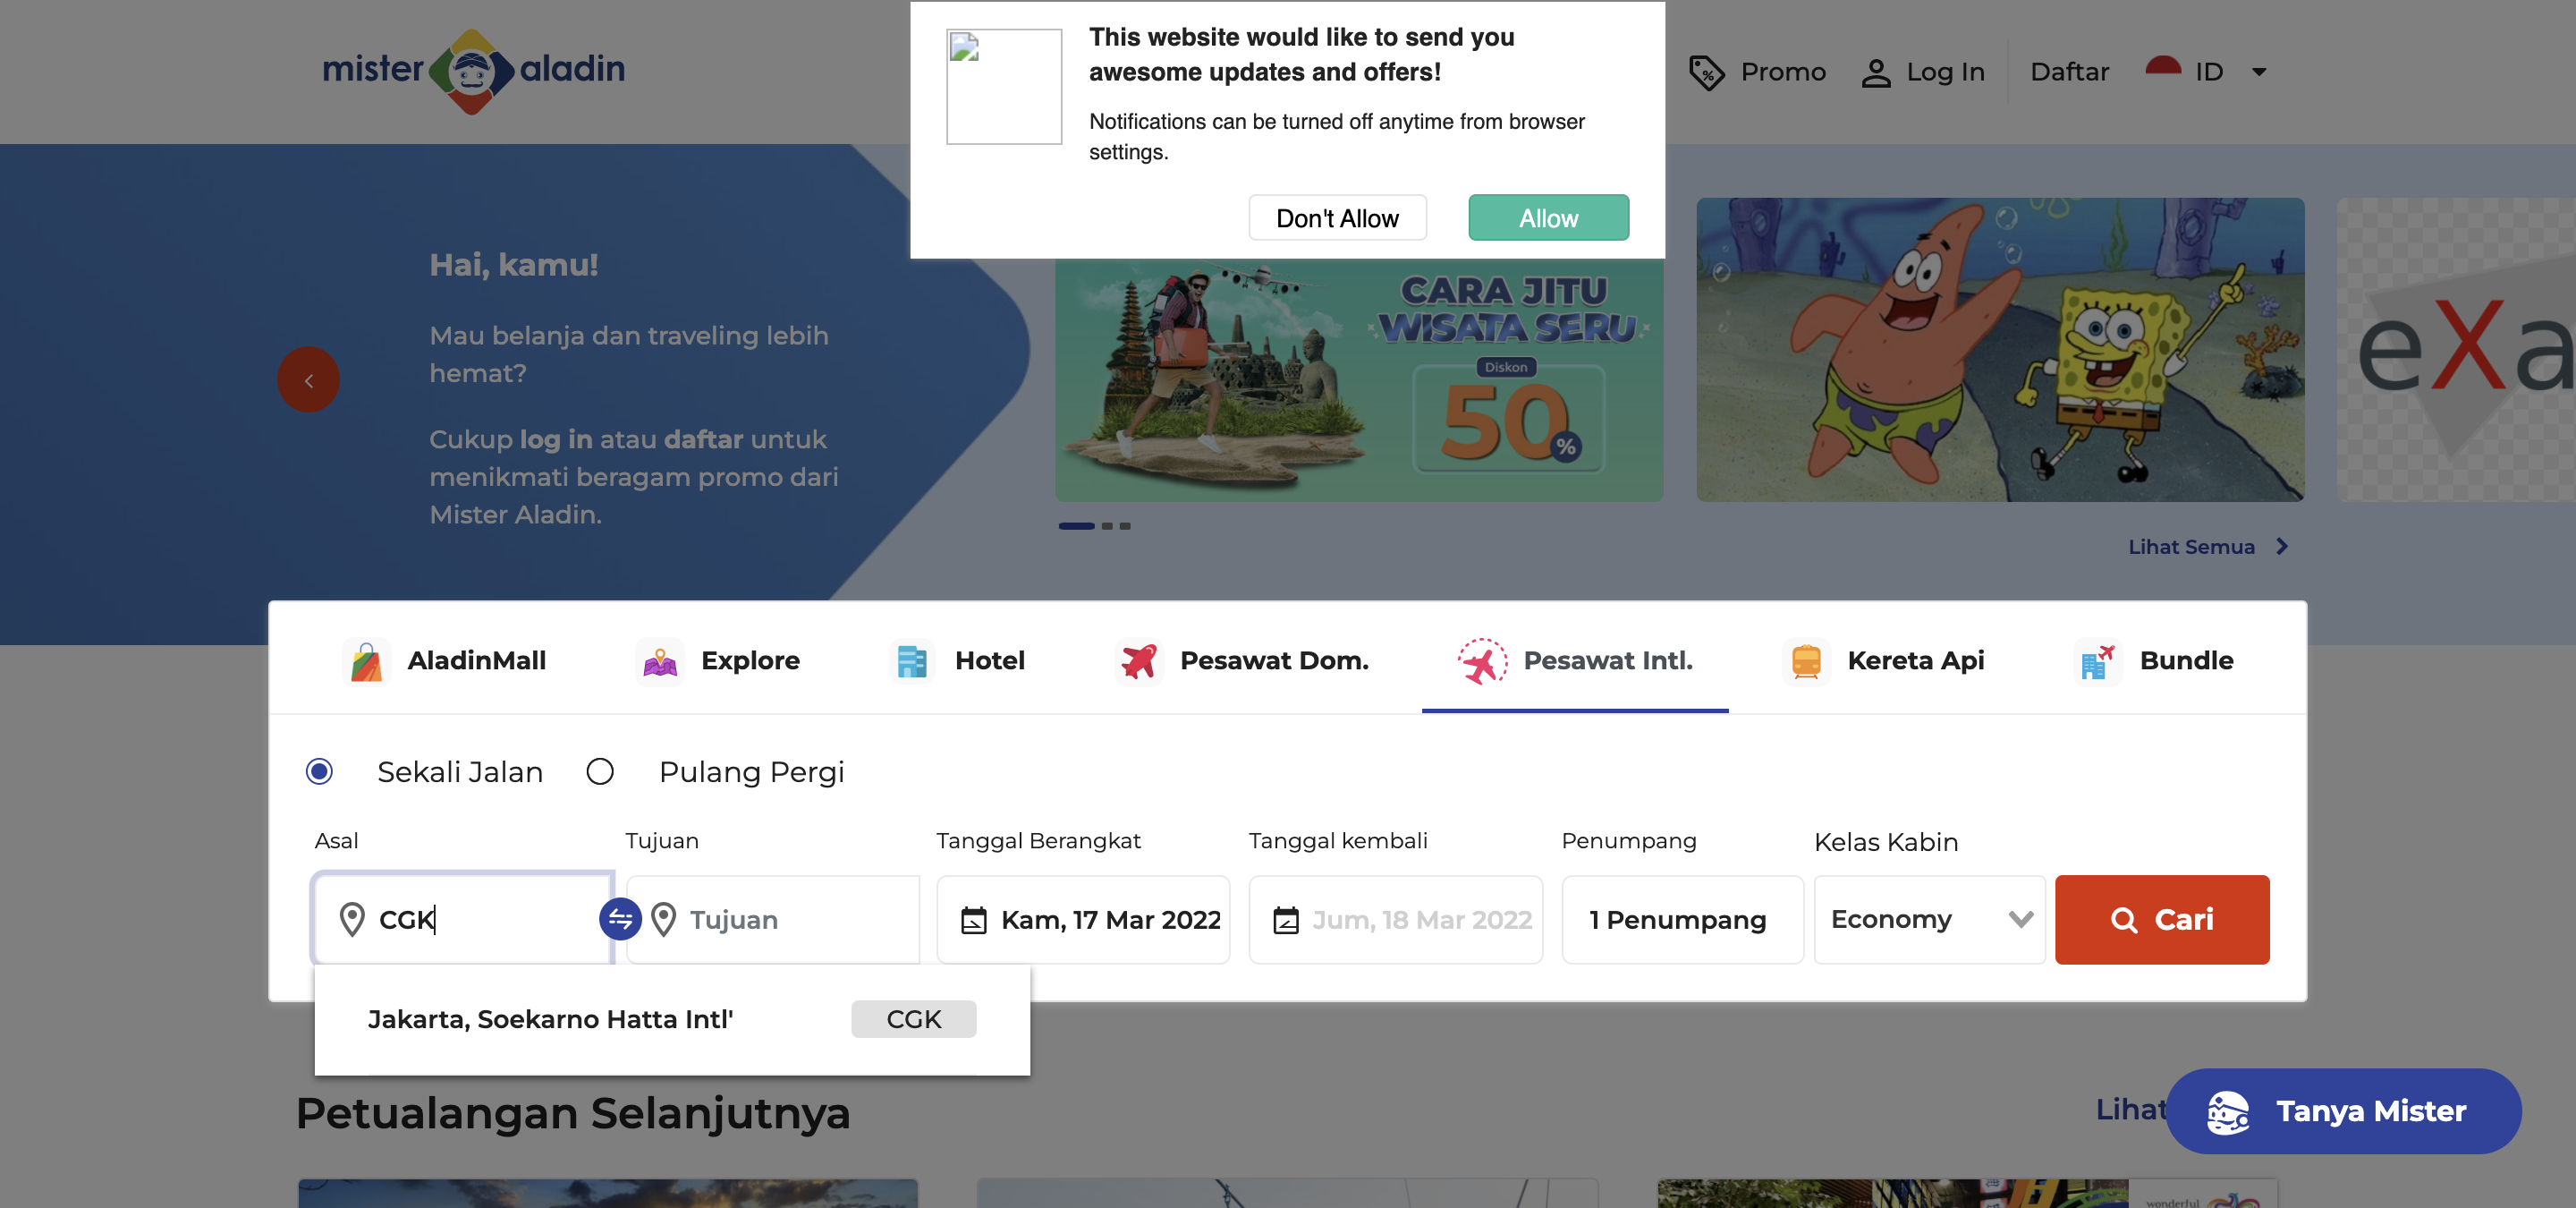 mister aladin
This website would like to send you
awesome updates and offers!
Notifications can be turned off anytime from browser
settings.
Don't Allow
Allow
Promo
Log In
Daftar
ID
Hai, kamu!
Mau belanja dan traveling lebih
hemat?
Cukup log in atau daftar untuk
menikmati beragam promo dari
Mister Aladin.
CARA JITU
WISATA SERU
Diskon
50%
eXa
Lihat Semua
AladinMall
Explore
Hotel
Pesawat Dom.
Pesawat Intl.
Kereta Api
Bundle
Sekali Jalan
Pulang Pergi
Asal
Tujuan
Tanggal Berangkat
Tanggal kembali
Penumpang
Kelas Kabin
CGK
Tujuan
Kam, 17 Mar 2022
Jum, 18 Mar 2022
1 Penumpang
Economy
Cari
Jakarta, Soekarno Hatta Intl'
CGK
Petualangan Selanjutnya
Lihat
Tanya Mister
wonderful